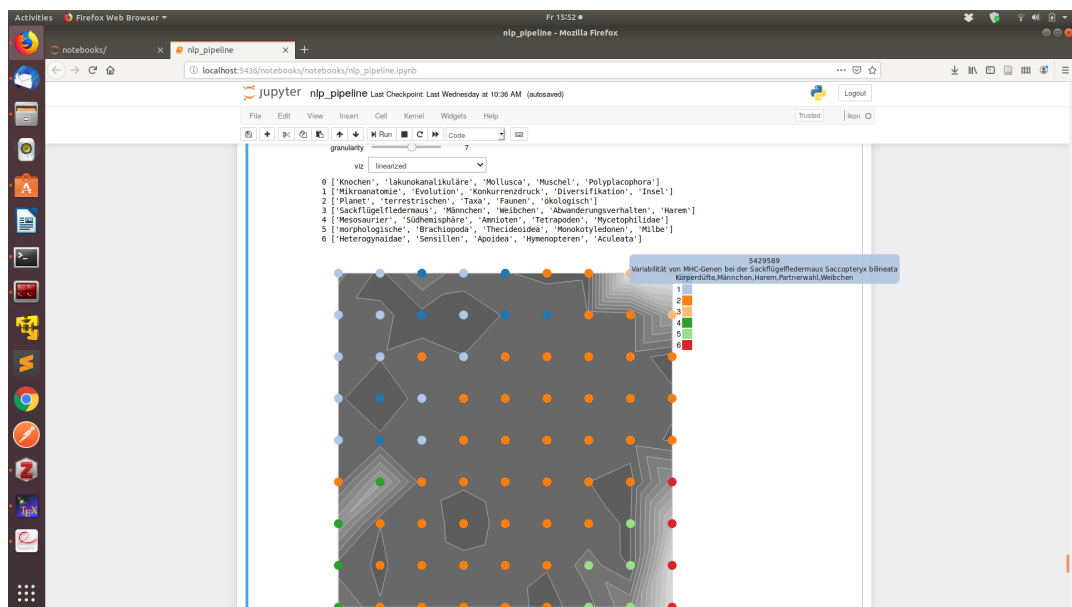 Activities Firefox Web Browser Fr 15:52
nlp_pipeline - Mozilla Firefox
notebooks/ × nlp_pipeline × +
localhost:5436/notebooks/notebooks/nlp_pipeline.ipynb
jupyter nlp_pipeline Last Checkpoint: Last Wednesday at 10:36 AM (autosaved) Logout
File Edit View Insert Cell Kernel Widgets Help Trusted ikon
Run Code
granularity 7
viz linearized
0 ['Knochen', 'lakunokanalikuläre', 'Mollusca', 'Muschel', 'Polyplacophora']
1 ['Mikroanatomie', 'Evolution', 'Konkurrenzdruck', 'Diversifikation', 'Insel']
2 ['Planet', 'terrestrischen', 'Taxa', 'Faunen', 'ökologisch']
3 ['Sackflügelfledermaus', 'Männchen', 'Weibchen', 'Abwanderungsverhalten', 'Harem']
4 ['Mesosaurier', 'Südhemisphäre', 'Amnioten', 'Tetrapoden', 'Mycetophilidae']
5 ['morphologische', 'Brachiopoda', 'Thecideoidea', 'Monokotyledonen', 'Milbe']
6 ['Heterogynaidae', 'Sensillen', 'Apoidea', 'Hymenopteren', 'Aculeata']
5429589
Variabilität von MHC-Genen bei der Sackflügelfledermaus Saccopteryx bilineata
Körperdüfte,Männchen,Harem,Partnerwahl,Weibchen
1
2
3
4
5
6